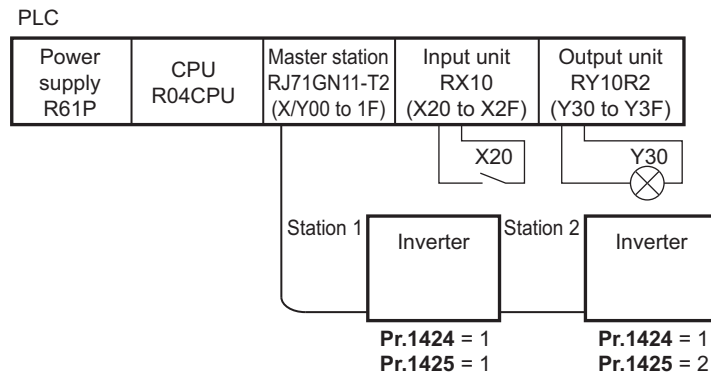 PLC
Power
supply
R61P
CPU
R04CPU
Master station
RJ71GN11-T2
(X/Y00 to 1F)
Input unit
RX10
(X20 to X2F)
Output unit
RY10R2
(Y30 to Y3F)
X20
Y30
Station 1
Inverter
Station 2
Inverter
Pr.1424 = 1
Pr.1425 = 1
Pr.1424 = 1
Pr.1425 = 2